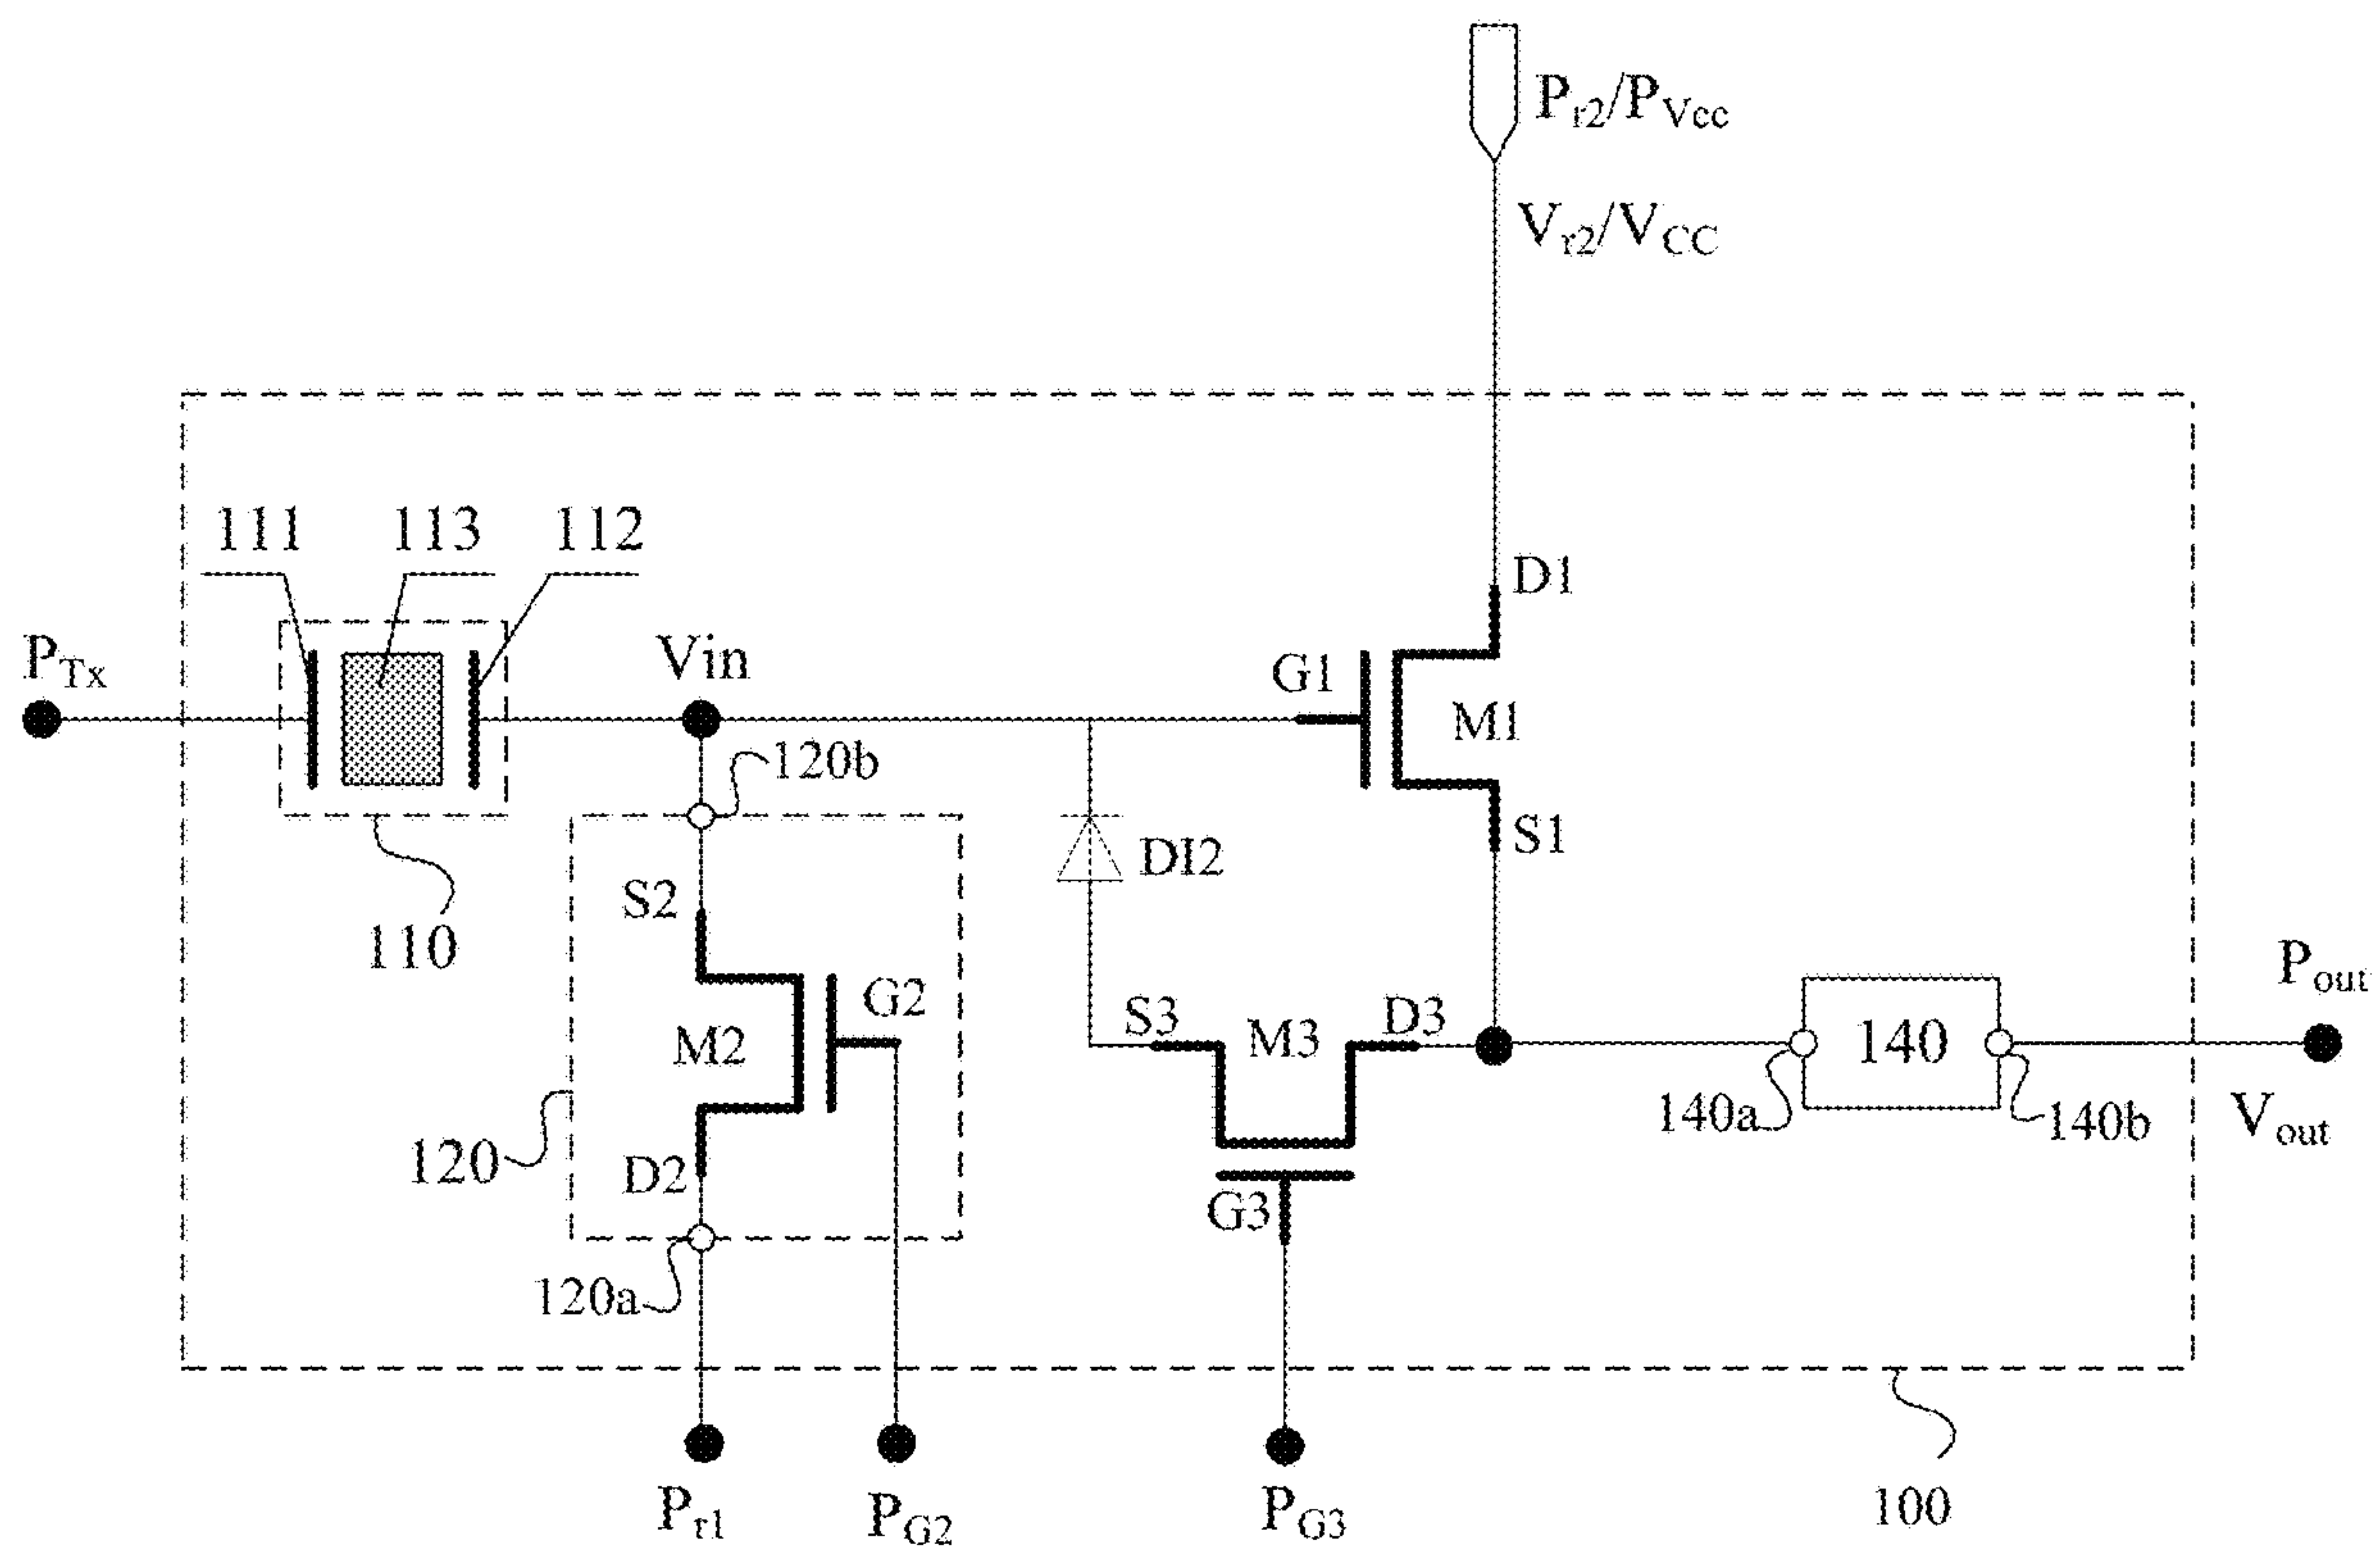 Pr2/PVcc
Vr2/VCC
111
113
112
D1
PTx
Vin
G1
M1
120b
S1
DI2
110
S2
G2
M2
S3
M3
D3
140
Pout
140a
140b
Vout
120
D2
G3
120a
Pr1
PG2
PG3
100